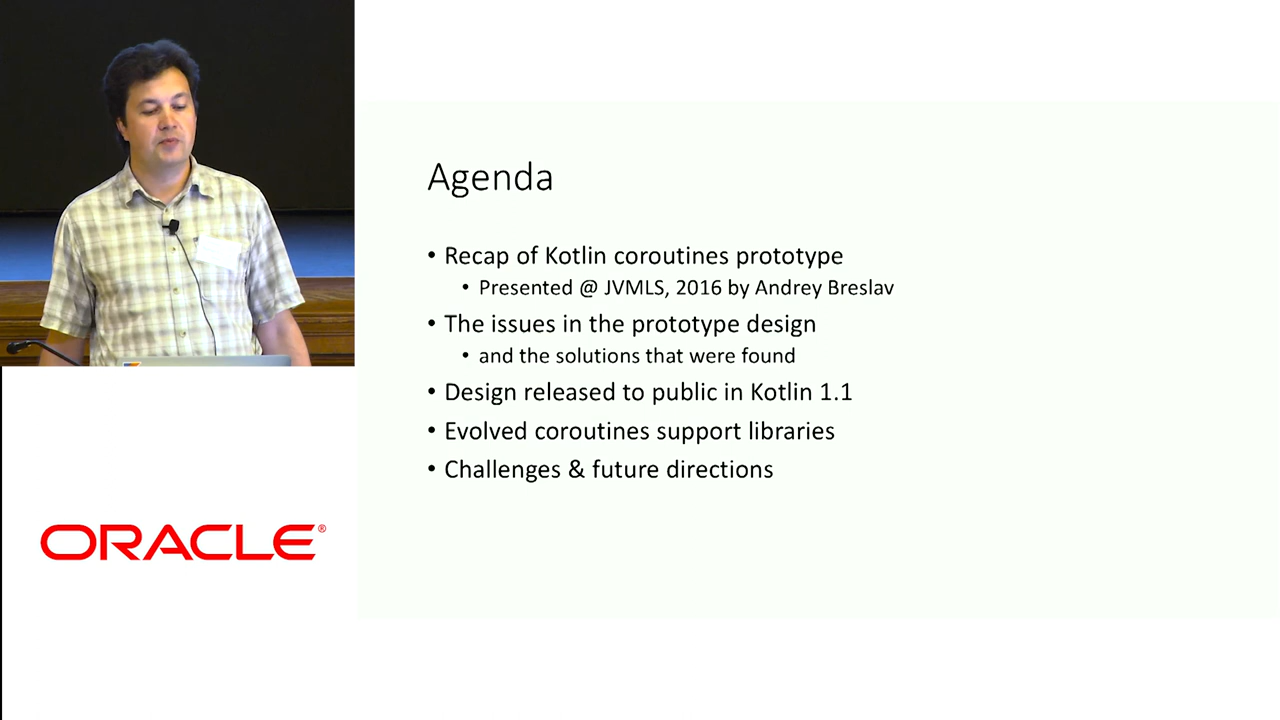 Agenda
• Recap of Kotlin coroutines prototype
• Presented @ JVMLS, 2016 by Andrey Breslav
• The issues in the prototype design
• and the solutions that were found
• Design released to public in Kotlin 1.1
• Evolved coroutines support libraries
• Challenges & future directions
ORACLE®